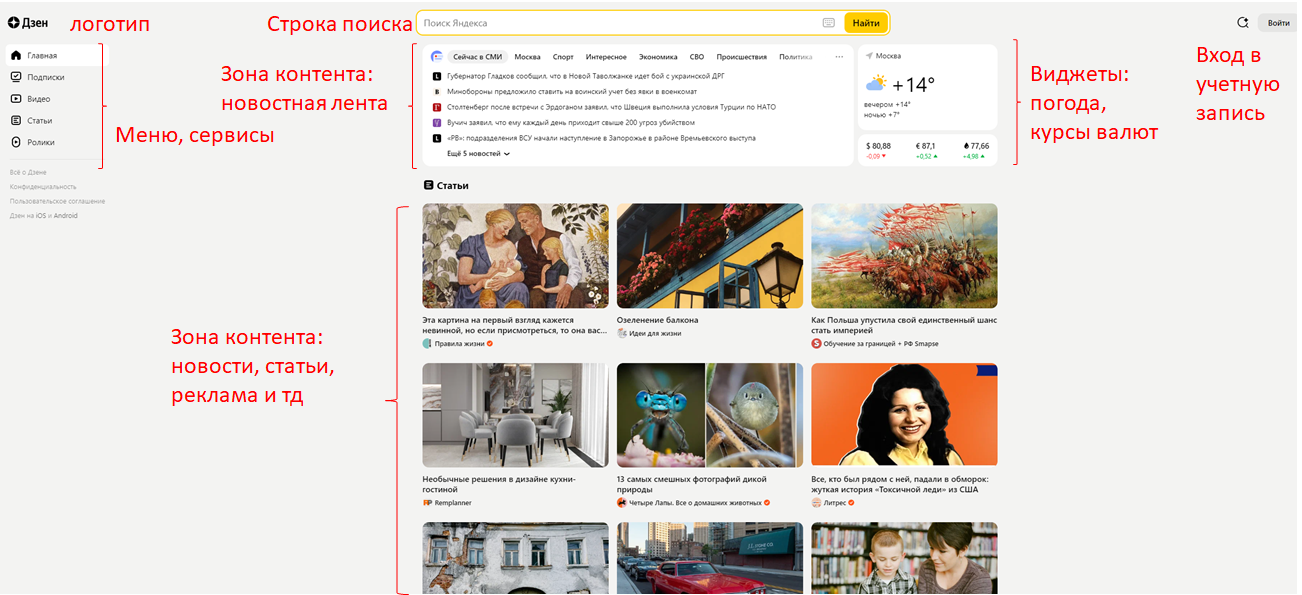 Дзен
логотип
Строка поиска
Поиск Яндекса
Найти
Войти
Главная
Подписки
Видео
Статьи
Ролики
Меню, сервисы
Всё о Дзене
Конфиденциальность
Пользовательское соглашение
Дзен на iOS и Android
Зона контента:
новостная лента
Сейчас в СМИ Москва Спорт Интересное Экономика СВО Происшествия Политика ...
Губернатор Гладков сообщил, что в Новой Таволжанке идет бой с украинской ДРГ
Минобороны предложило ставить на воинский учет без явки в военкомат
Столтенберг после встречи с Эрдоганом заявил, что Швеция выполнила условия Турции по НАТО
Вучич заявил, что ему каждый день приходит свыше 200 угроз убийством
«РВ»: подразделения ВСУ начали наступление в Запорожье в районе Времьевского выступа
Ещё 5 новостей
Москва
+14°
вечером +14°
ночью +7°
$ 80,88 € 87,1 77,66
-0,09 +0,52 +4,98
Виджеты:
погода,
курсы валют
Вход в
учетную
запись
Статьи
Зона контента:
новости, статьи,
реклама и тд
Эта картина на первый взгляд кажется
невинной, но если присмотреться, то она вас...
Правила жизни
Озеленение балкона
Идеи для жизни
Как Польша упустила свой единственный шанс
стать империей
Обучение за границей + РФ Smapse
Необычные решения в дизайне кухни-
гостиной
Remplanner
13 самых смешных фотографий дикой
природы
Четыре Лапы. Все о домашних животных
Все, кто был рядом с ней, падали в обморок:
жуткая история «Токсичной леди» из США
Литрес